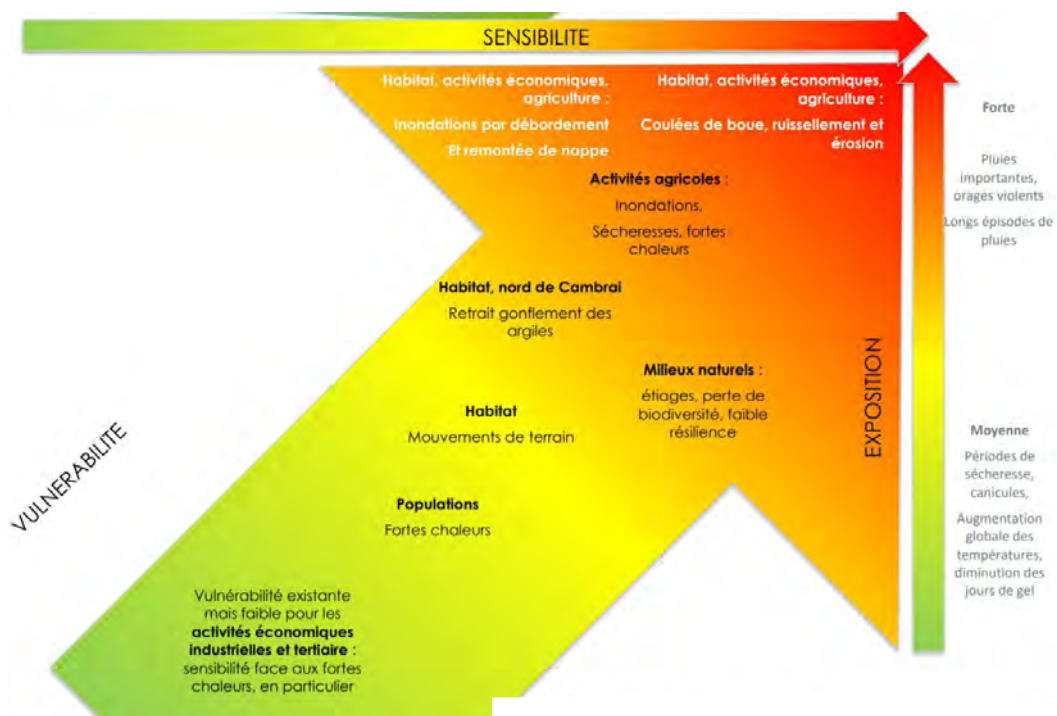 SENSIBILITE
Habitat, activités économiques,
agriculture :
Inondations par débordement
Et remontée de nappe
Habitat, activités économiques,
agriculture :
Coulées de boue, ruissellement et
érosion
Activités agricoles :
Inondations,
Sécheresses, fortes
chaleurs
Habitat, nord de Cambrai
Retrait gonflement des
argiles
Milieux naturels :
étiages, perte de
biodiversité, faible
résilience
Habitat
Mouvements de terrain
Populations
Fortes chaleurs
Vulnérabilité existante
mais faible pour les
activités économiques
industrielles et tertiaire :
sensibilité face aux fortes
chaleurs, en particulier
VULNERABILITE
EXPOSITION
Forte
Pluies
importantes,
orages violents
Longs épisodes de
pluies
Moyenne
Périodes de
sécheresse,
canicules,
Augmentation
globale des
températures,
diminution des
jours de gel